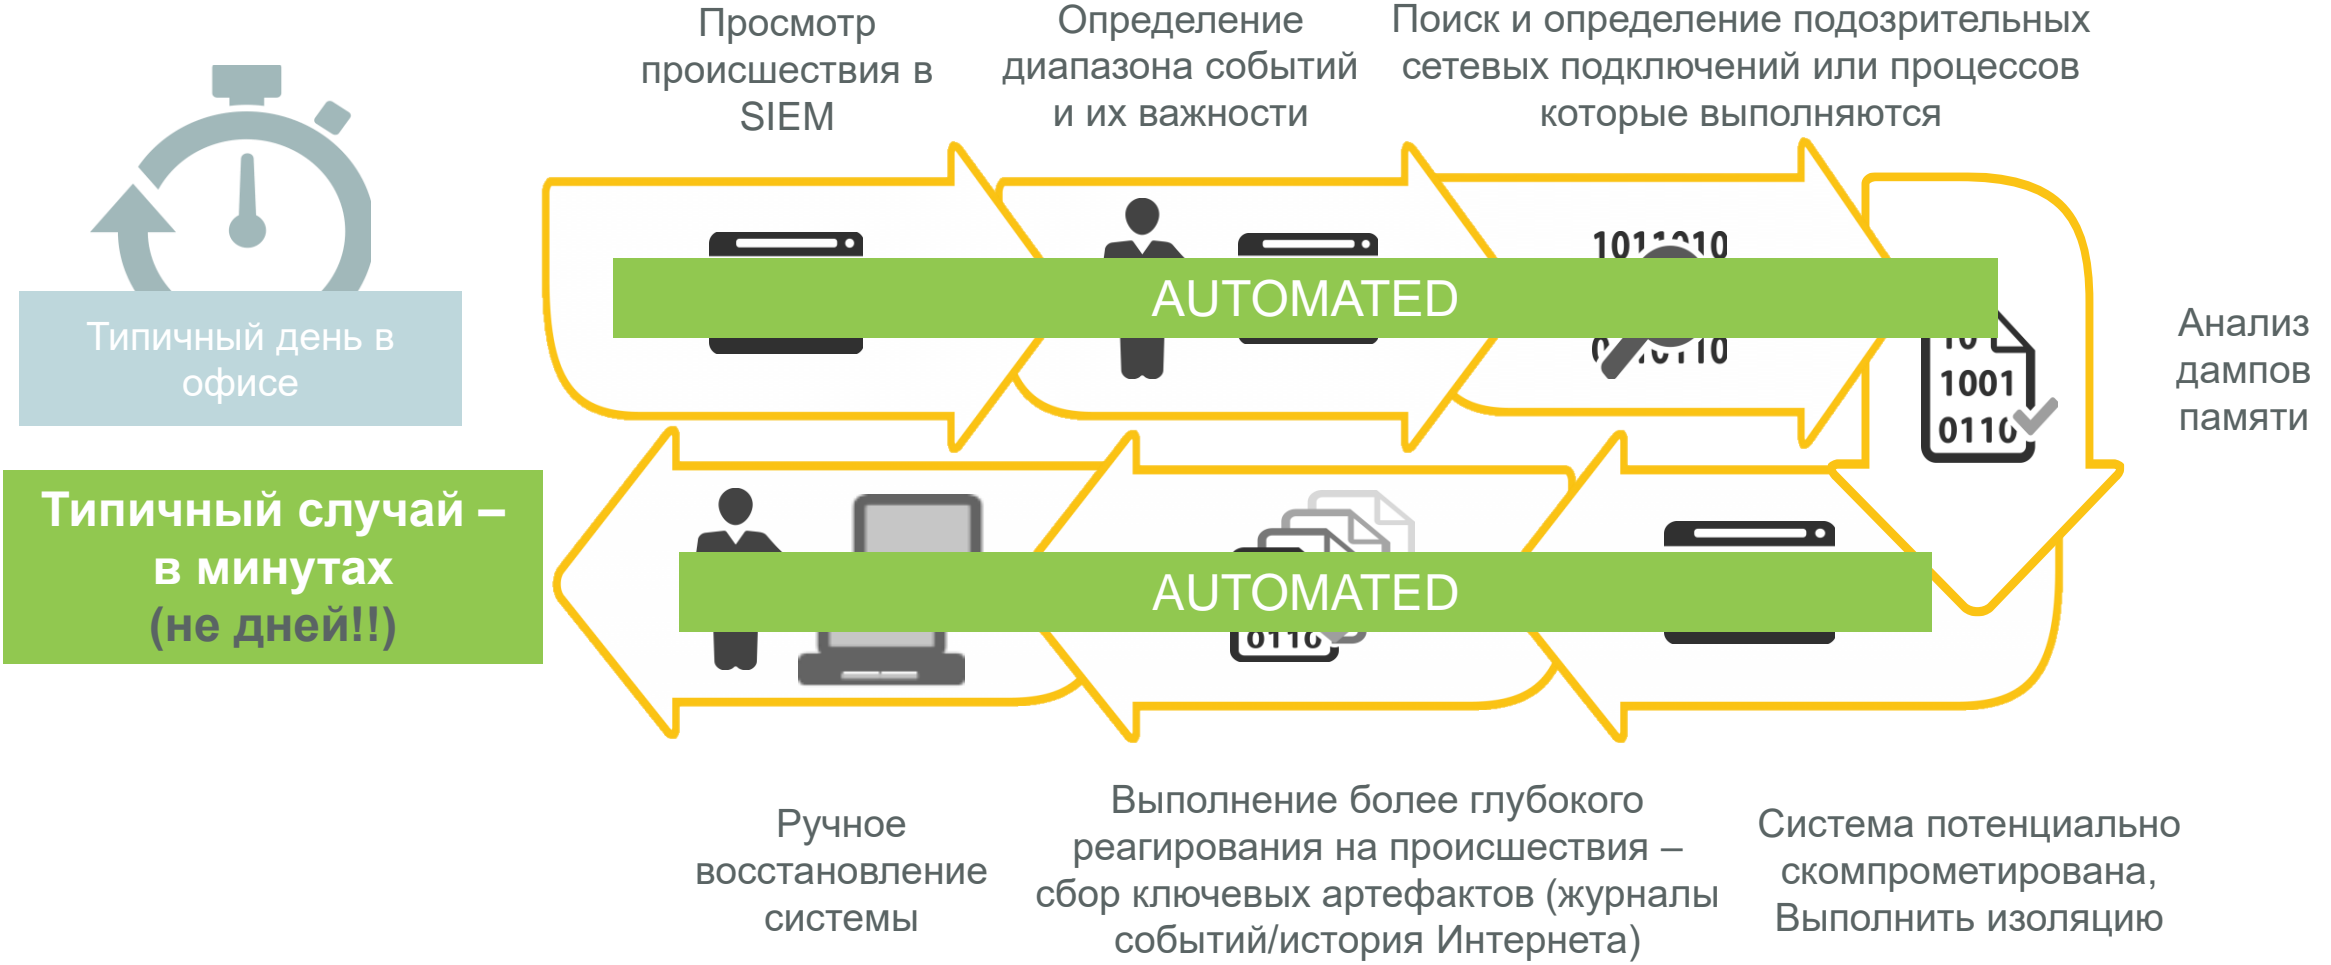 Просмотр
происшествия в
SIEM
Определение
диапазона событий
и их важности
Поиск и определение подозрительных
сетевых подключений или процессов
которые выполняются
Типичный день в
офисе
1011010
AUTOMATED
1001
0110
Анализ
дампов
памяти
Типичный случай –
в минутах
(не дней!!)
AUTOMATED
0110
Ручное
восстановление
системы
Выполнение более глубокого
реагирования на происшествия –
сбор ключевых артефактов (журналы
событий/история Интернета)
Система потенциально
скомпрометирована,
Выполнить изоляцию